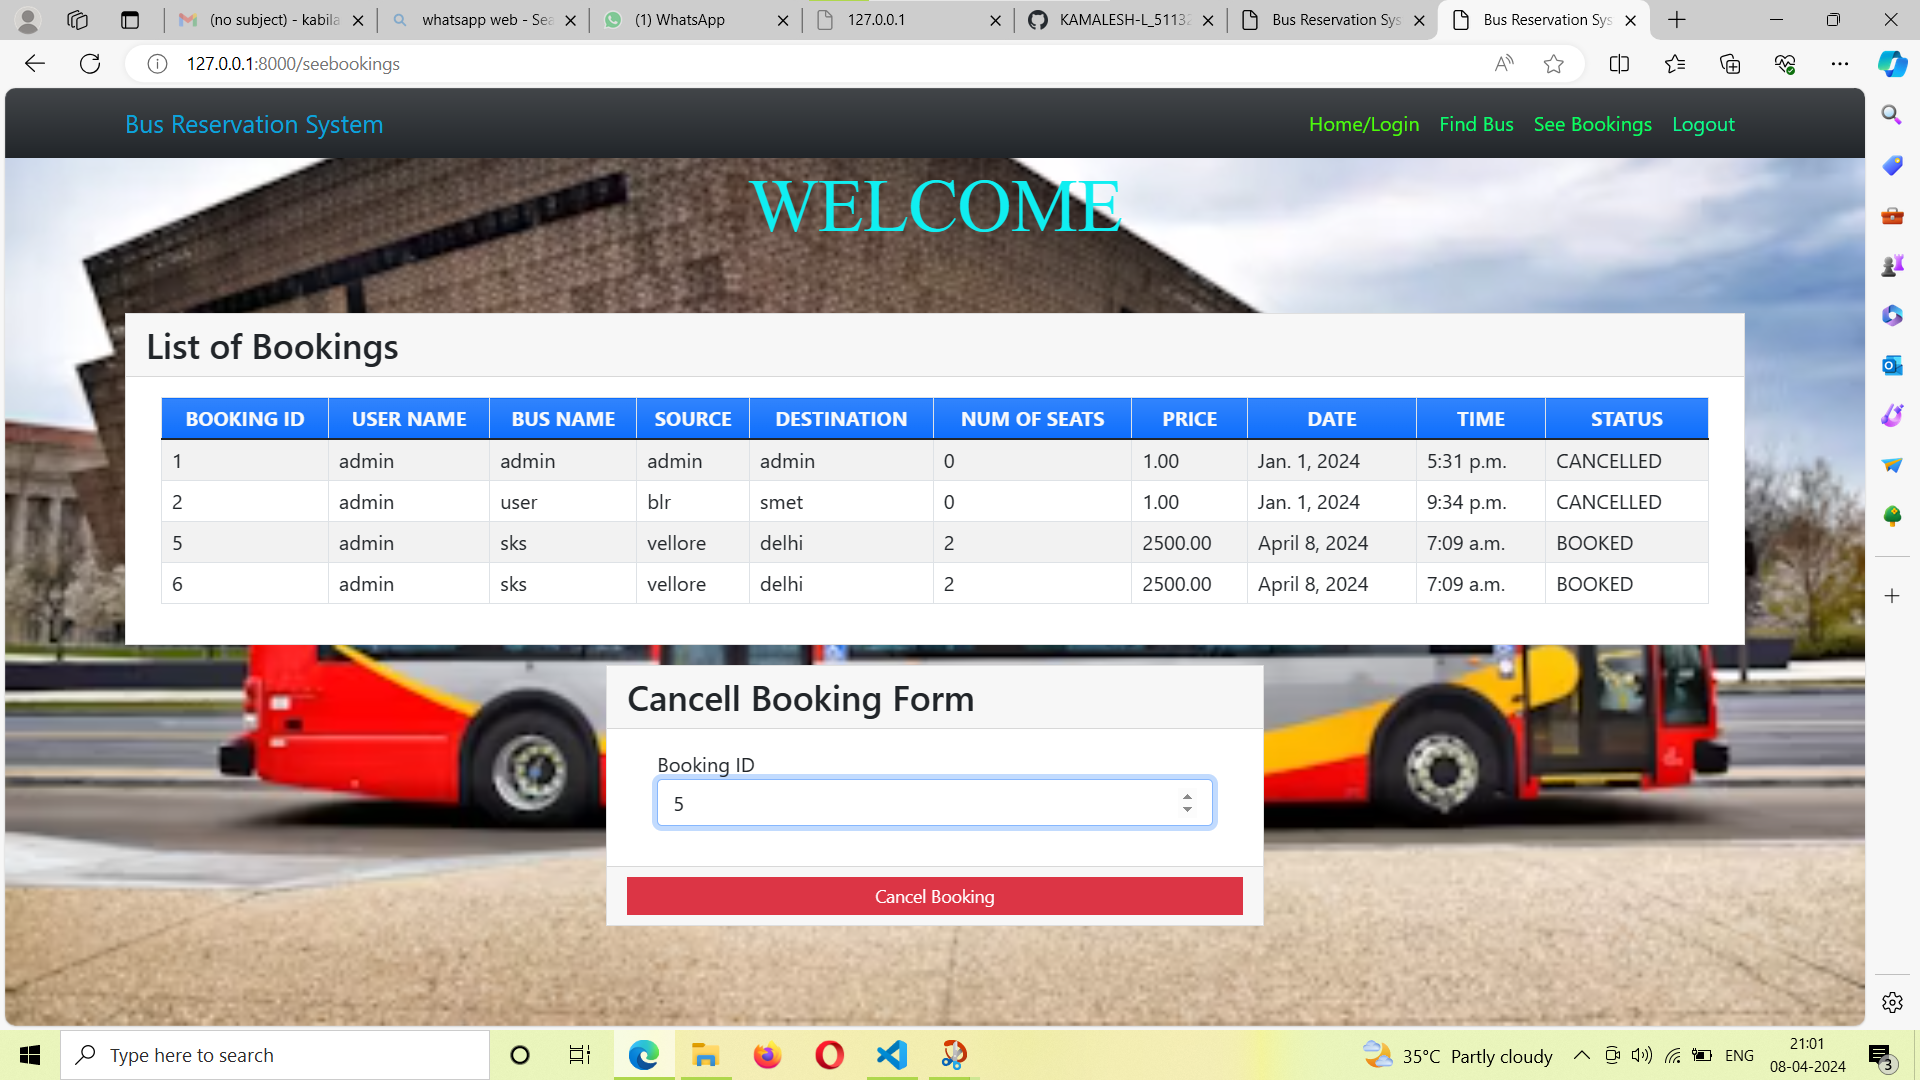 (no subject) - kabila
whatsapp web - Sea
(1) WhatsApp
127.0.0.1
KAMALESH-L_51132
Bus Reservation Sys
Bus Reservation Sys
127.0.0.1:8000/seebookings
Bus Reservation System
Home/Login Find Bus See Bookings Logout
WELCOME
List of Bookings
BOOKING ID USER NAME BUS NAME SOURCE DESTINATION NUM OF SEATS PRICE DATE TIME STATUS
1 admin admin admin admin 0 1.00 Jan. 1, 2024 5:31 p.m. CANCELLED
2 admin user blr smet 0 1.00 Jan. 1, 2024 9:34 p.m. CANCELLED
5 admin sks vellore delhi 2 2500.00 April 8, 2024 7:09 a.m. BOOKED
6 admin sks vellore delhi 2 2500.00 April 8, 2024 7:09 a.m. BOOKED
Cancell Booking Form
Booking ID
5
Cancel Booking
Type here to search
35°C Partly cloudy
ENG
21:01
08-04-2024
3